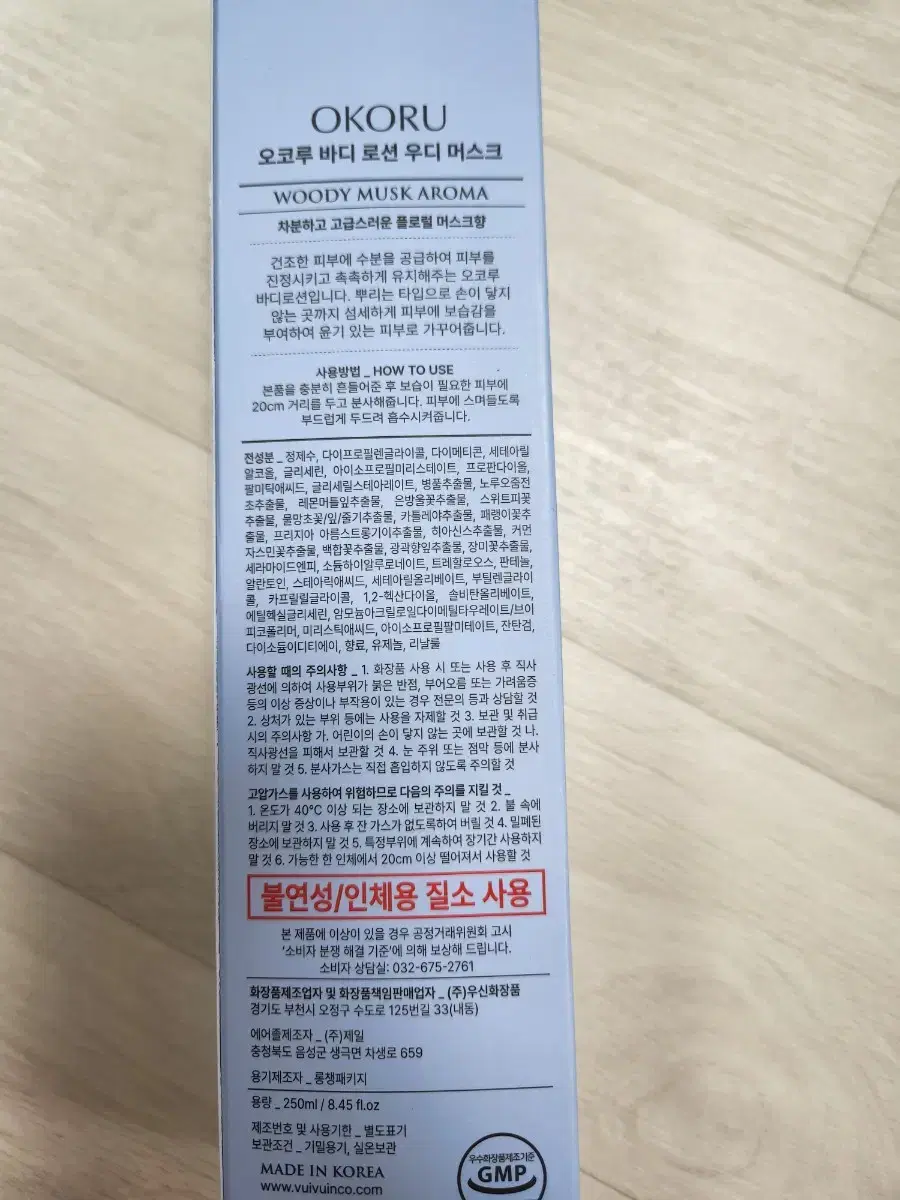 OKORU
오코루 바디 로션 우디 머스크
WOODY MUSK AROMA
차분하고 고급스러운 플로럴 머스크향
건조한 피부에 수분을 공급하여 피부를
진정시키고 촉촉하게 유지해주는 오코루
바디로션입니다. 뿌리는 타입으로 손이 닿지
않는 곳까지 섬세하게 피부에 보습감을
부여하여 윤기 있는 피부로 가꾸어줍니다.
사용방법 _ HOW TO USE
본품을 충분히 흔들어준 후 보습이 필요한 피부에
20cm 거리를 두고 분사해줍니다. 피부에 스며들도록
부드럽게 두드려 흡수시켜줍니다.
전성분 _ 정제수, 다이프로필렌글라이콜, 다이메티콘, 세테아릴
알코올, 글리세린, 아이소프로필미리스테이트, 프로판다이올,
팔미틱애씨드, 글리세릴스테아레이트, 병풀추출물, 노루오줌전
초추출물, 레몬머틀잎추출물, 은방울꽃추출물, 스위트피꽃
추출물, 물망초꽃/잎/줄기추출물, 카틀레야추출물, 패랭이꽃추
출물, 프리지아 아름스트롱기이추출물, 히아신스추출물, 커먼
자스민꽃추출물, 백합꽃추출물, 광곽향잎추출물, 장미꽃추출물,
세라마이드엔피, 소듐하이알루로네이트, 트레할로오스, 판테놀,
알란토인, 스테아릭애씨드, 세테아릴올리베이트, 부틸렌글라이
콜, 카프릴릴글라이콜, 1,2-헥산다이올, 솔비탄올리베이트,
에틸헥실글리세린, 암모늄아크릴로일다이메틸타우레이트/브이
피코폴리머, 미리스틱애씨드, 아이소프로필팔미테이트, 잔탄검,
다이소듐이디티에이, 향료, 유제놀, 리날룰
사용할 때의 주의사항 _ 1. 화장품 사용 시 또는 사용 후 직사
광선에 의하여 사용부위가 붉은 반점, 부어오름 또는 가려움증
등의 이상 증상이나 부작용이 있는 경우 전문의 등과 상담할 것
2. 상처가 있는 부위 등에는 사용을 자제할 것 3. 보관 및 취급
시의 주의사항 가. 어린이의 손이 닿지 않는 곳에 보관할 것 나.
직사광선을 피해서 보관할 것 4. 눈 주위 또는 점막 등에 분사
하지 말 것 5. 분사가스는 직접 흡입하지 않도록 주의할 것
고압가스를 사용하여 위험하므로 다음의 주의를 지킬 것 _
1. 온도가 40℃ 이상 되는 장소에 보관하지 말 것 2. 불 속에
버리지 말 것 3. 사용 후 잔 가스가 없도록하여 버릴 것 4. 밀폐된
장소에 보관하지 말 것 5. 특정부위에 계속하여 장기간 사용하지
말 것 6. 가능한 한 인체에서 20cm 이상 떨어져서 사용할 것
불연성/인체용 질소 사용
본 제품에 이상이 있을 경우 공정거래위원회 고시
'소비자 분쟁 해결 기준'에 의해 보상해 드립니다.
소비자 상담실: 032-675-2761
화장품제조업자 및 화장품책임판매업자 _ (주)우신화장품
경기도 부천시 오정구 수도로 125번길 33(내동)
에어졸제조자 _ (주)제일
충청북도 음성군 생극면 차생로 659
용기제조자 _ 롱챙패키지
용량 _ 250ml / 8.45 fl.oz
제조번호 및 사용기한 _ 별도표기
보관조건 _ 기밀용기, 실온보관
MADE IN KOREA
www.vuivuinco.com
우수화장품제조기준
GMP